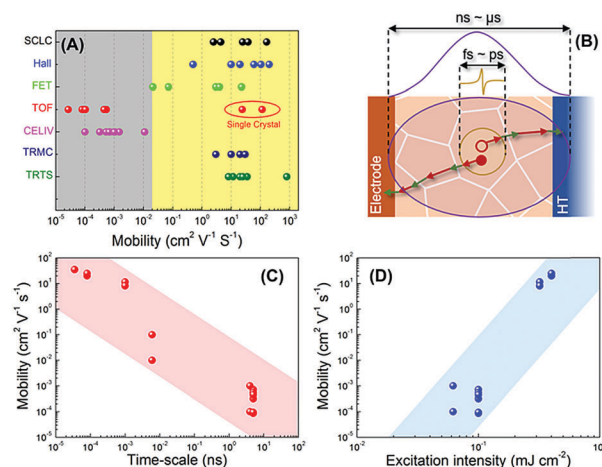 (A)
SCLC
Hall
FET
TOF
CELIV
TRMC
TRTS
Single Crystal
10⁻⁵ 10⁻⁴ 10⁻³ 10⁻² 10⁻¹ 10⁰ 10¹ 10² 10³
Mobility (cm² V⁻¹ S⁻¹)
(B)
ns ~ μs
fs ~ ps
Electrode
HT
(C)
Mobility (cm² V⁻¹ s⁻¹)
10²
10¹
10⁰
10⁻¹
10⁻²
10⁻³
10⁻⁴
10⁻⁵
10⁻⁵ 10⁻⁴ 10⁻³ 10⁻² 10⁻¹ 10⁰ 10¹ 10²
Time-scale (ns)
(D)
Mobility (cm² V⁻¹ s⁻¹)
10²
10¹
10⁰
10⁻¹
10⁻²
10⁻³
10⁻⁴
10⁻⁵
10⁻² 10⁻¹ 10⁰
Excitation intensity (mJ cm⁻²)